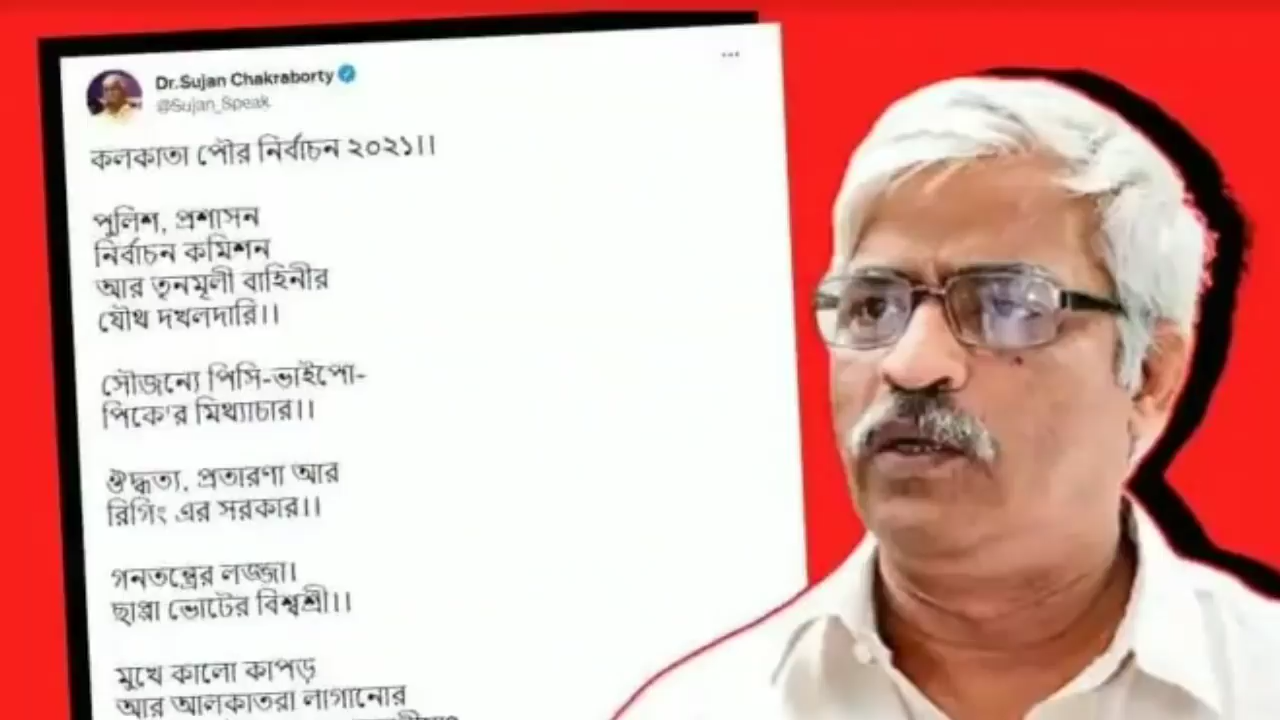 Dr.Sujan Chakraborty
@Sujan_Speak
কলকাতা পৌর নির্বাচন ২০২১।।
পুলিশ, প্রশাসন
নির্বাচন কমিশন
আর তৃনমূলী বাহিনীর
যৌথ দখলদারি।।
সৌজন্যে পিসি-ভাইপো-
পিকে'র মিথ্যাচার।।
ঔদ্ধত্য, প্রতারণা আর
রিগিং এর সরকার।।
গনতন্ত্রের লজ্জা।
ছাপ্পা ভোটের বিশ্বশ্রী।।
মুখে কালো কাপড়
আর আলকাতরা লাগানোর